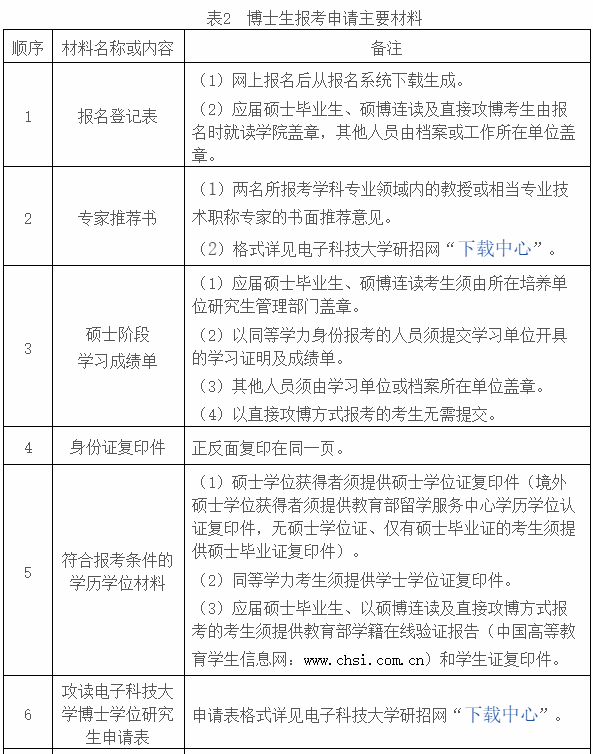 表2 博士生报考申请主要材料
顺序 材料名称或内容 备注
1 报名登记表
（1）网上报名后从报名系统下载生成。
（2）应届硕士毕业生、硕博连读及直接攻博考生由报
名时就读学院盖章，其他人员由档案或工作所在单位盖
章。
2 专家推荐书
（1）两名所报考学科专业领域内的教授或相当专业技
术职称专家的书面推荐意见。
（2）格式详见电子科技大学研招网“下载中心”。
3 硕士阶段
学习成绩单
（1）应届硕士毕业生、硕博连读考生须由所在培养单
位研究生管理部门盖章。
（2）以同等学力身份报考的人员须提交学习单位开具
的学习证明及成绩单。
（3）其他人员须由学习单位或档案所在单位盖章。
（4）以直接攻博方式报考的考生无需提交。
4 身份证复印件 正反面复印在同一页。
5 符合报考条件的
学历学位材料
（1）硕士学位获得者须提供硕士学位证复印件（境外
硕士学位获得者须提供教育部留学服务中心学历学位认
证复印件，无硕士学位证、仅有硕士毕业证的考生须提
供硕士毕业证复印件）。
（2）同等学力考生须提供学士学位证复印件。
（3）应届硕士毕业生、以硕博连读及直接攻博方式报
考的考生须提供教育部学籍在线验证报告（中国高等教
育学生信息网：www.chsi.com.cn）和学生证复印件。
6 攻读电子科技大
学博士学位研究
生申请表
申请表格式详见电子科技大学研招网“下载中心”。